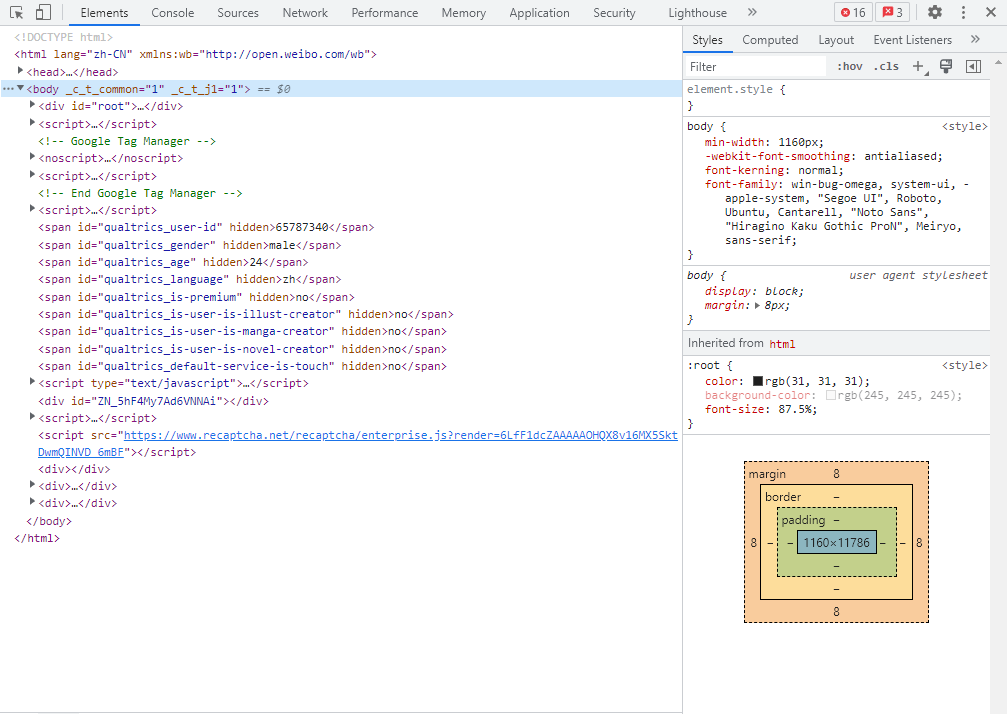 Elements Console Sources Network Performance Memory Application Security Lighthouse » 16 3
<!DOCTYPE html>
<html lang="zh-CN" xmlns:wb="http://open.weibo.com/wb">
<head>…</head>
<body _c_t_common="1" _c_t_j1="1"> == $0
<div id="root">…</div>
<script>…</script>
<!-- Google Tag Manager -->
<noscript>…</noscript>
<script>…</script>
<!-- End Google Tag Manager -->
<script>…</script>
<span id="qualtrics_user-id" hidden>65787340</span>
<span id="qualtrics_gender" hidden>male</span>
<span id="qualtrics_age" hidden>24</span>
<span id="qualtrics_language" hidden>zh</span>
<span id="qualtrics_is-premium" hidden>no</span>
<span id="qualtrics_is-user-is-illust-creator" hidden>no</span>
<span id="qualtrics_is-user-is-manga-creator" hidden>no</span>
<span id="qualtrics_is-user-is-novel-creator" hidden>no</span>
<span id="qualtrics_default-service-is-touch" hidden>no</span>
<script type="text/javascript">…</script>
<div id="ZN_5hF4My7Ad6VNNAi"></div>
<script>…</script>
<script src="https://www.recaptcha.net/recaptcha/enterprise.js?render=6LfF1dcZAAAAAOHQX8v16MX5Skt
DwmQINVD_6mBF"></script>
<div></div>
<div>…</div>
<div>…</div>
</body>
</html>
Styles Computed Layout Event Listeners »
Filter :hov .cls +
element.style {
}
body { <style>
min-width: 1160px;
-webkit-font-smoothing: antialiased;
font-kerning: normal;
font-family: win-bug-omega, system-ui, -
apple-system, "Segoe UI", Roboto,
Ubuntu, Cantarell, "Noto Sans",
"Hiragino Kaku Gothic ProN", Meiryo,
sans-serif;
}
body { user agent stylesheet
display: block;
margin: 8px;
}
Inherited from html
:root { <style>
color: rgb(31, 31, 31);
background-color: rgb(245, 245, 245);
font-size: 87.5%;
}
margin 8
border –
padding –
8 – – 1160×11786 – – 8
–
–
8